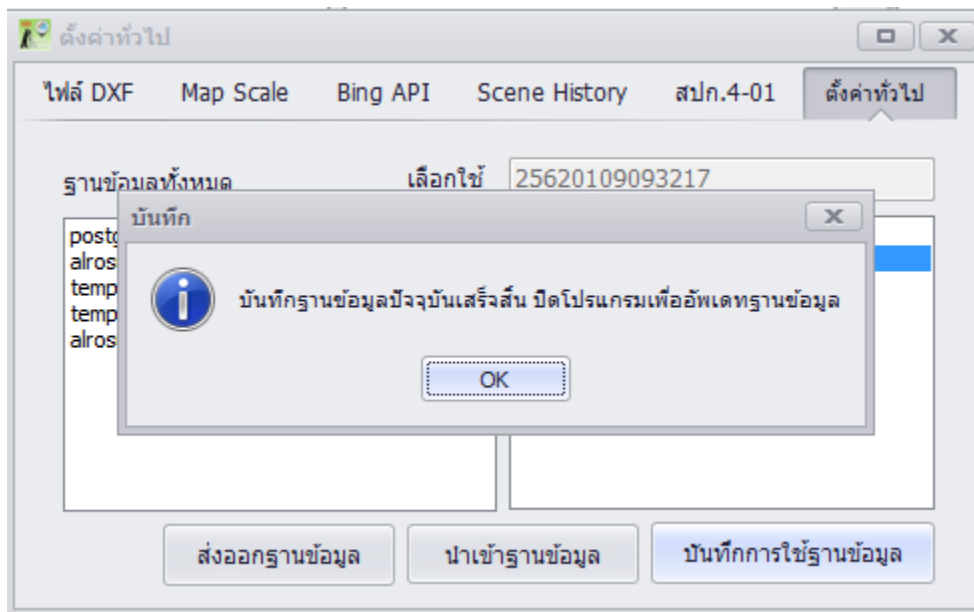 ตั้งค่าทั่วไป
ไฟล์ DXF Map Scale Bing API Scene History สปก.4-01 ตั้งค่าทั่วไป
ฐานข้อมูลทั้งหมด เลือกใช้ 25620109093217
บันทึก
บันทึกฐานข้อมูลปัจจุบันเสร็จสิ้น ปิดโปรแกรมเพื่ออัพเดทฐานข้อมูล
OK
ส่งออกฐานข้อมูล นำเข้าฐานข้อมูล บันทึกการใช้ฐานข้อมูล